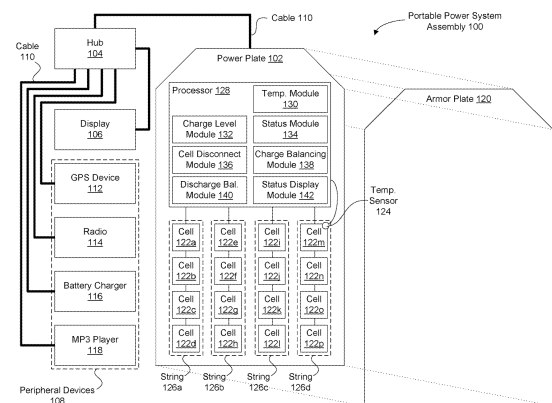 Cable 110
Portable Power System
Assembly 100
Cable
110
Hub
104
Power Plate 102
Processor 128
Temp. Module
130
Armor Plate 120
Charge Level
Module 132
Status Module
134
Display
106
Cell Disconnect
Module 136
Charge Balancing
Module 138
Discharge Bal.
Module 140
Status Display
Module 142
GPS Device
112
Temp.
Sensor
124
Radio
114
Cell
122a
Cell
122e
Cell
122i
Cell
122m
Cell
122b
Cell
122f
Cell
122j
Cell
122n
Battery Charger
116
Cell
122c
Cell
122g
Cell
122k
Cell
122o
MP3 Player
118
Cell
122d
Cell
122h
Cell
122l
Cell
122p
Peripheral Devices
108
String
126a
String
126b
String
126c
String
126d